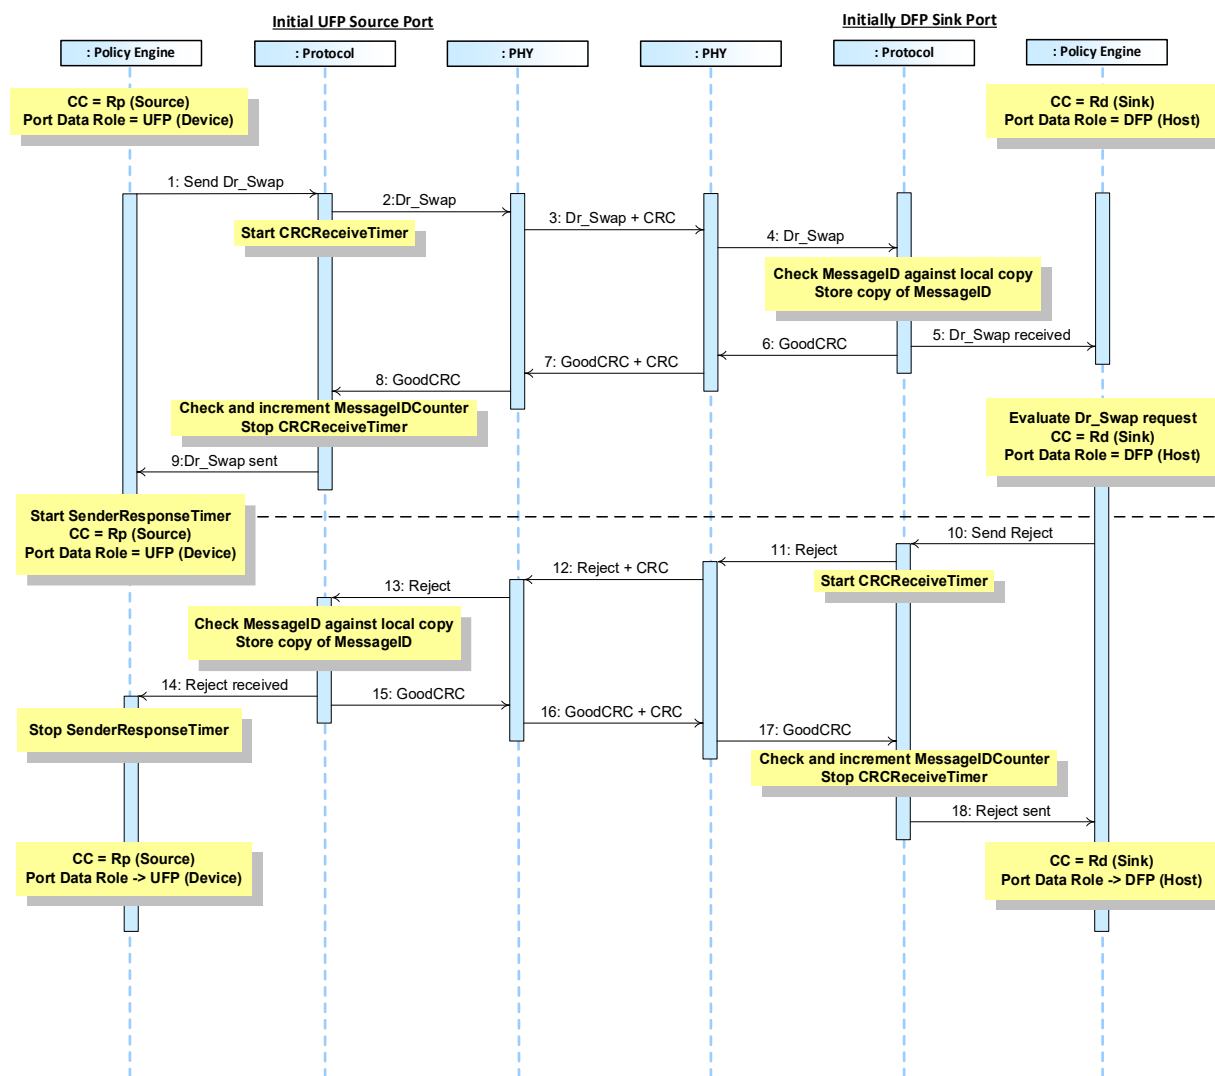 Initial UFP Source Port
Initially DFP Sink Port
: Policy Engine
: Protocol
: PHY
: PHY
: Protocol
: Policy Engine
CC = Rp (Source)
Port Data Role = UFP (Device)
CC = Rd (Sink)
Port Data Role = DFP (Host)
1: Send Dr_Swap
2:Dr_Swap
Start CRCReceiveTimer
3: Dr_Swap + CRC
4: Dr_Swap
Check MessageID against local copy
Store copy of MessageID
5: Dr_Swap received
6: GoodCRC
7: GoodCRC + CRC
8: GoodCRC
Check and increment MessageIDCounter
Stop CRCReceiveTimer
9:Dr_Swap sent
Evaluate Dr_Swap request
CC = Rd (Sink)
Port Data Role = DFP (Host)
Start SenderResponseTimer
CC = Rp (Source)
Port Data Role = UFP (Device)
10: Send Reject
11: Reject
Start CRCReceiveTimer
12: Reject + CRC
13: Reject
Check MessageID against local copy
Store copy of MessageID
14: Reject received
15: GoodCRC
16: GoodCRC + CRC
17: GoodCRC
Stop SenderResponseTimer
Check and increment MessageIDCounter
Stop CRCReceiveTimer
18: Reject sent
CC = Rp (Source)
Port Data Role -> UFP (Device)
CC = Rd (Sink)
Port Data Role -> DFP (Host)